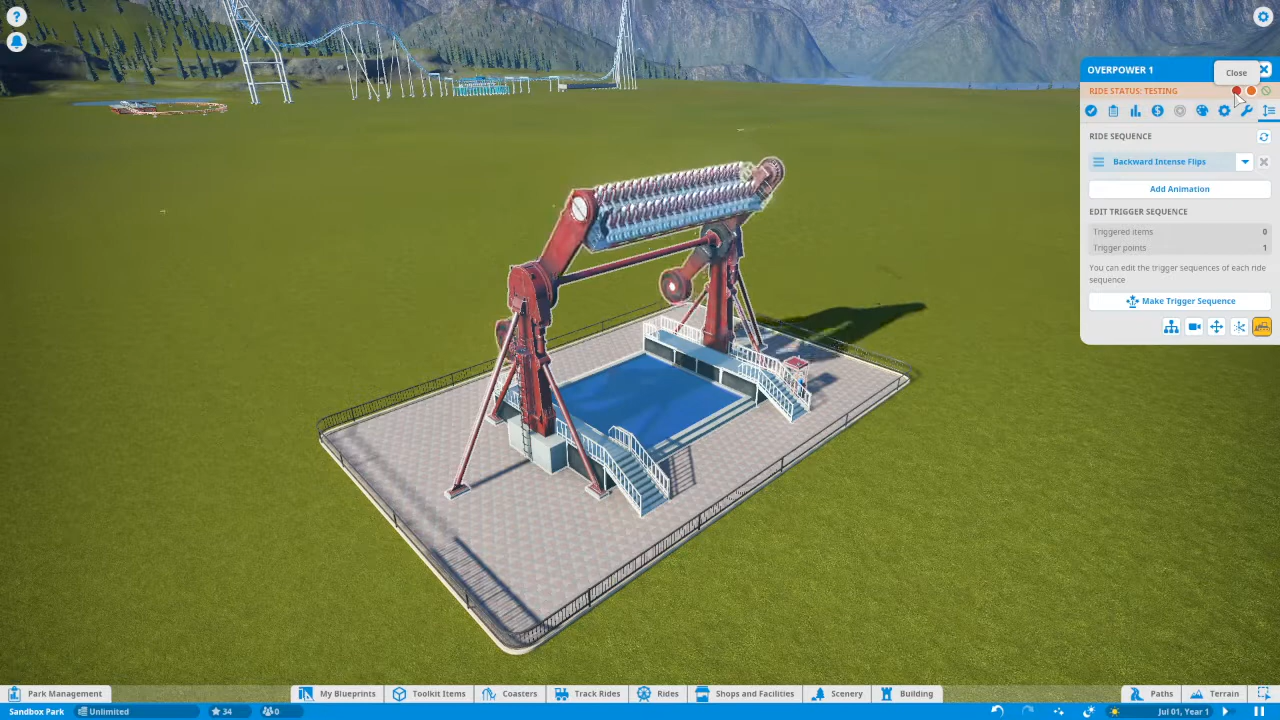 OVERPOWER 1
Close
RIDE STATUS: TESTING
RIDE SEQUENCE
Backward Intense Flips
Add Animation
EDIT TRIGGER SEQUENCE
Triggered items 0
Trigger points 1
You can edit the trigger sequences of each ride
sequence
Make Trigger Sequence
Park Management
My Blueprints
Toolkit Items
Coasters
Track Rides
Rides
Shops and Facilities
Scenery
Building
Paths
Terrain
Sandbox Park
Unlimited
34
0
Jul 01, Year 1